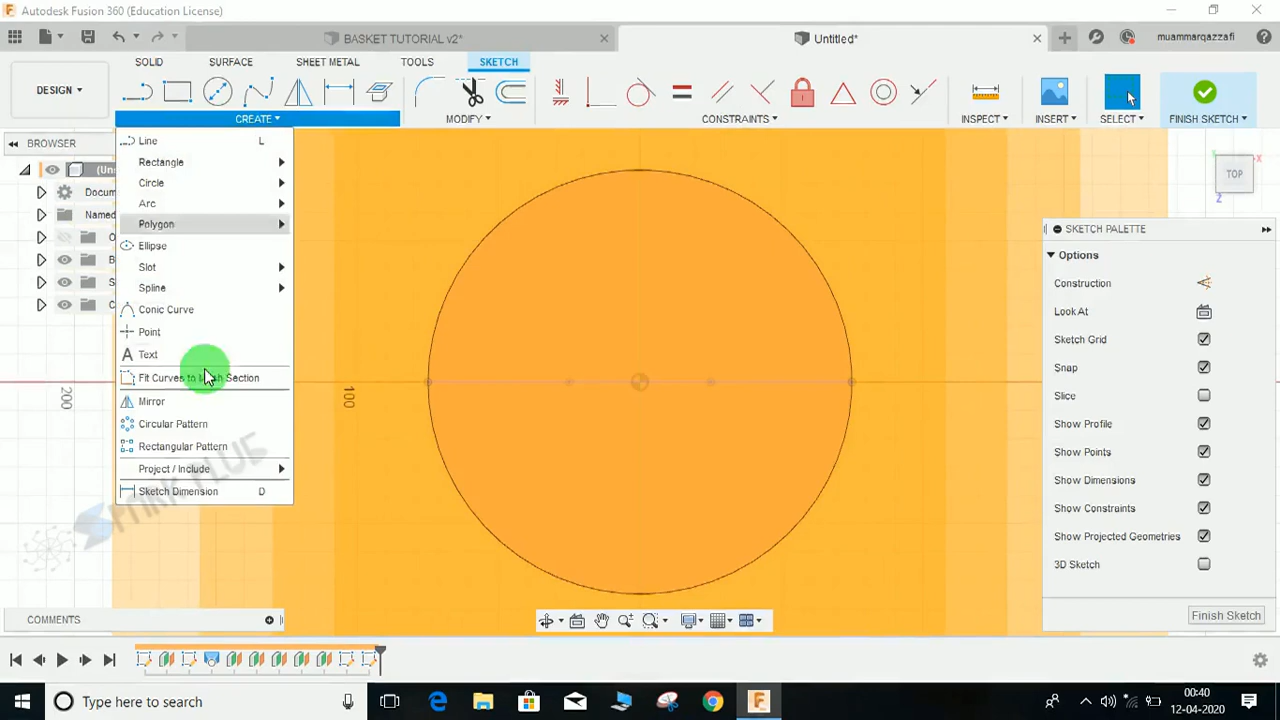 Autodesk Fusion 360 (Education License)
BASKET TUTORIAL v2*
Untitled*
muammarqazzafi
SOLID
SURFACE
SHEET METAL
TOOLS
SKETCH
DESIGN
CREATE
MODIFY
CONSTRAINTS
INSPECT
INSERT
SELECT
FINISH SKETCH
BROWSER
Line L
Rectangle
Circle
Arc
Polygon
Ellipse
Slot
Spline
Conic Curve
Point
Text
Fit Curves to Section
Mirror
Circular Pattern
Rectangular Pattern
Project / Include
Sketch Dimension D
Docum
Named
O
B
S
C
200
100
SPARK PLUE
TOP
X
Z
SKETCH PALETTE
Options
Construction
Look At
Sketch Grid
Snap
Slice
Show Profile
Show Points
Show Dimensions
Show Constraints
Show Projected Geometries
3D Sketch
Finish Sketch
COMMENTS
Type here to search
00:40
12-04-2020